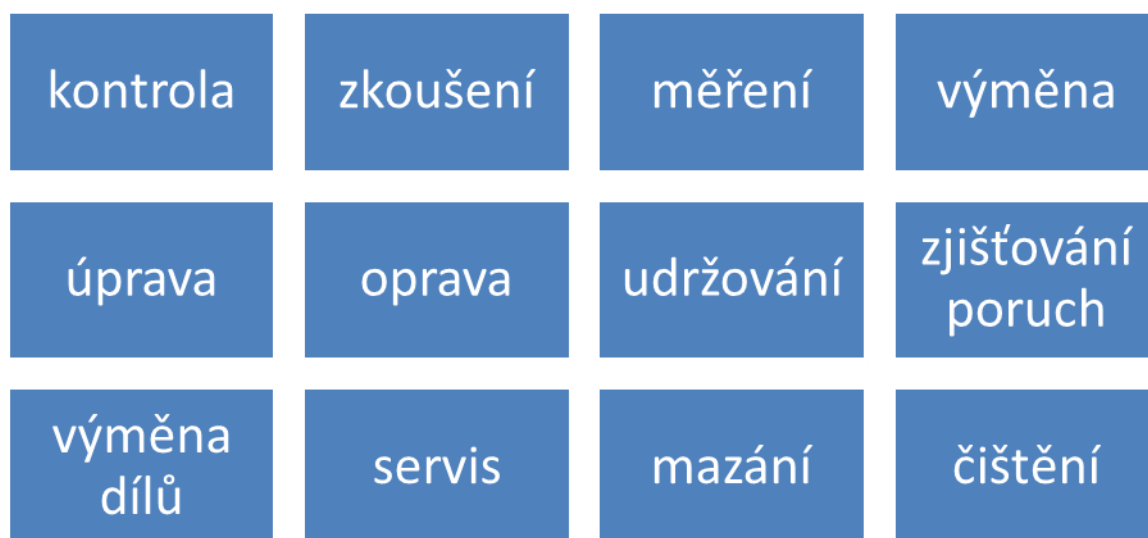 kontrola
zkoušení
měření
výměna
úprava
oprava
udržování
zjišťování
poruch
výměna
dílů
servis
mazání
čištění